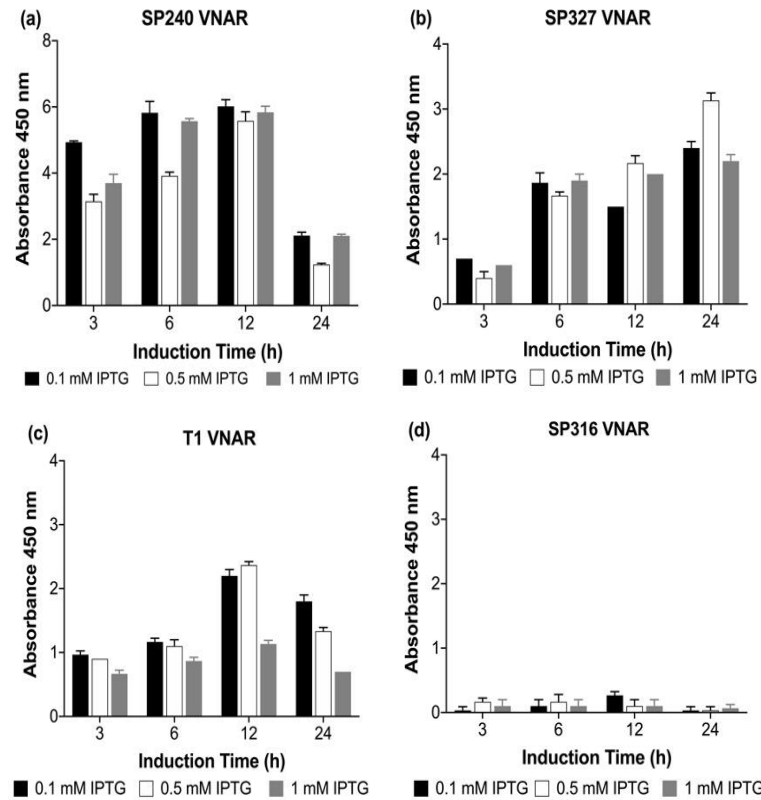 (a)
SP240 VNAR
Absorbance 450 nm
8
6
4
2
0
3 6 12 24
Induction Time (h)
0.1 mM IPTG 0.5 mM IPTG 1 mM IPTG
(b)
SP327 VNAR
Absorbance 450 nm
4
3
2
1
0
3 6 12 24
Induction Time (h)
0.1 mM IPTG 0.5 mM IPTG 1 mM IPTG
(c)
T1 VNAR
Absorbance 450 nm
4
3
2
1
0
3 6 12 24
Induction Time (h)
0.1 mM IPTG 0.5 mM IPTG 1 mM IPTG
(d)
SP316 VNAR
Absorbance 450 nm
4
3
2
1
0
3 6 12 24
Induction Time (h)
0.1 mM IPTG 0.5 mM IPTG 1 mM IPTG